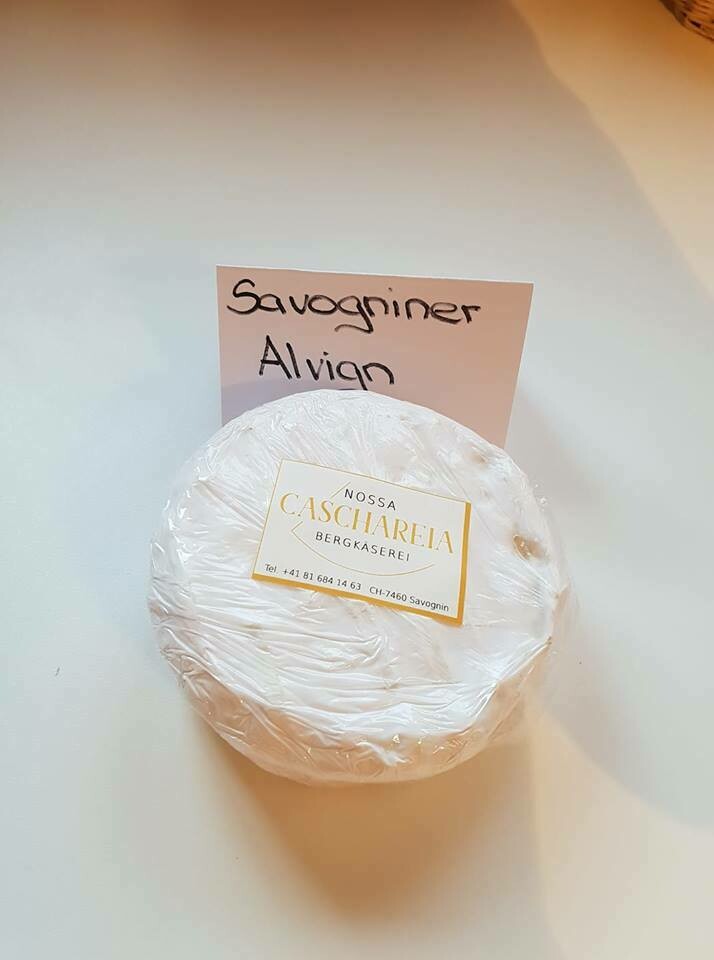 Savogniner
Alvign
NOSSA
CASCHAREIA
BERGKÄSEREI
Tel. +41 81 684 14 63 CH-7460 Savognin